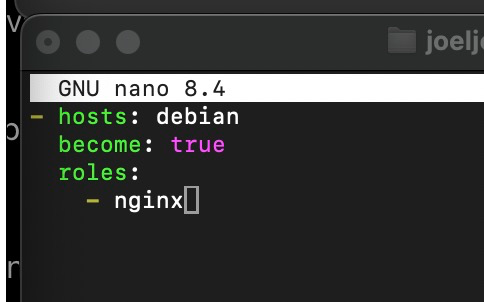 GNU nano 8.4
- hosts: debian
become: true
roles:
- nginx